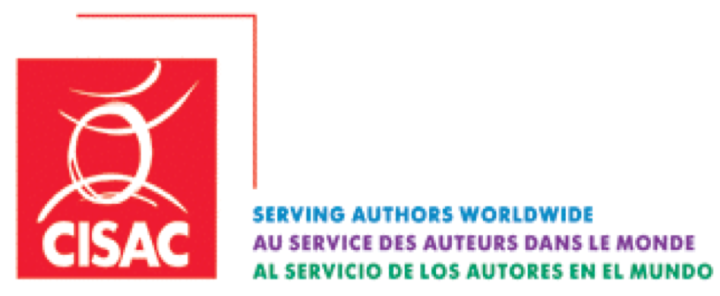 CISAC
SERVING AUTHORS WORLDWIDE
AU SERVICE DES AUTEURS DANS LE MONDE
AL SERVICIO DE LOS AUTORES EN EL MUNDO